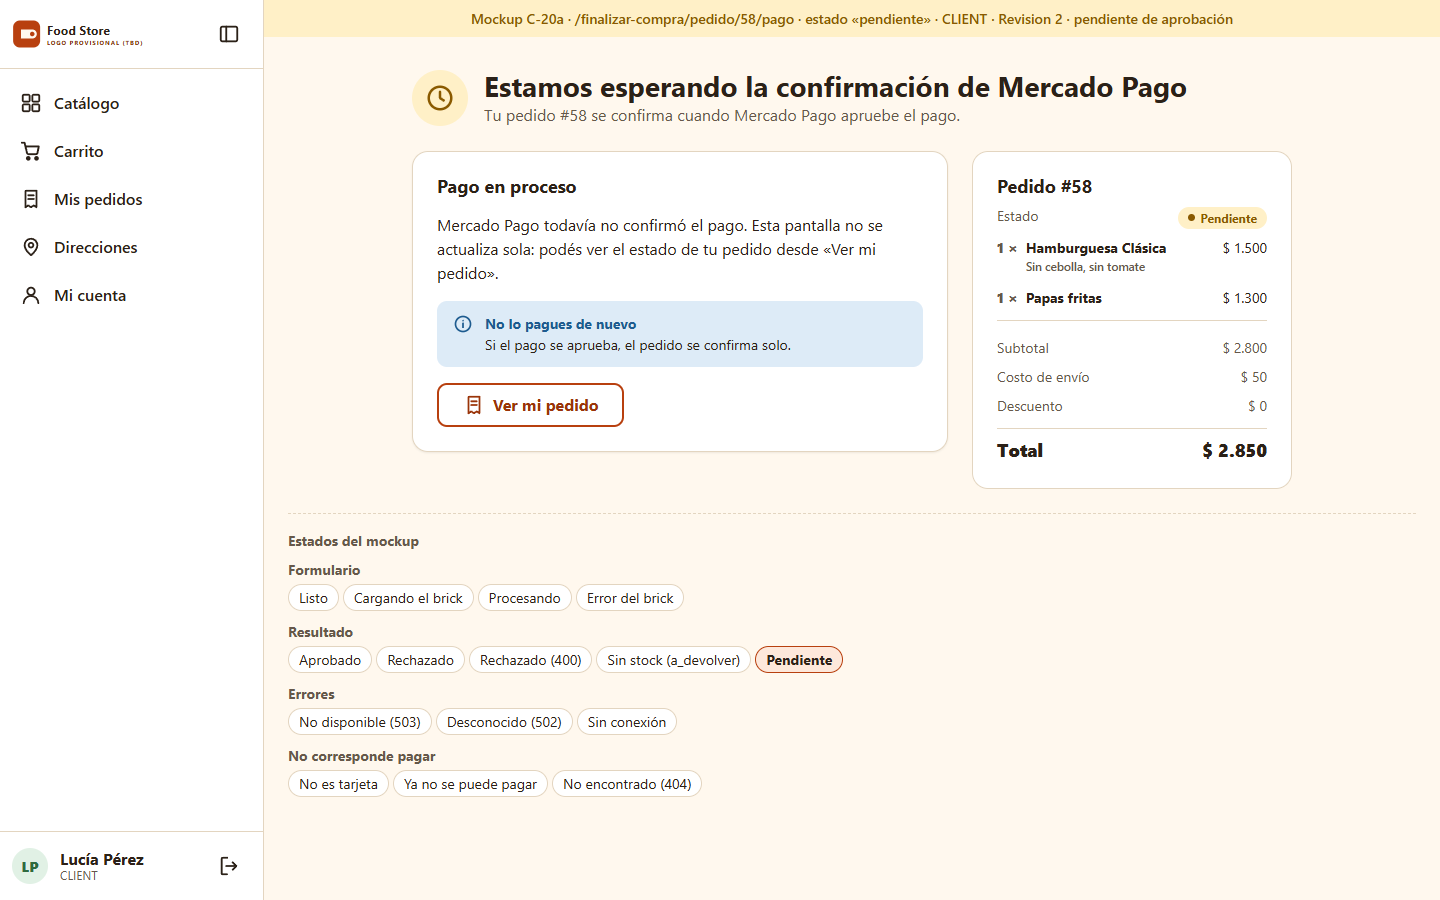 Food Store
LOGO PROVISIONAL (TBD)
Catálogo
Carrito
Mis pedidos
Direcciones
Mi cuenta
LP
Lucía Pérez
CLIENT
Mockup C-20a · /finalizar-compra/pedido/58/pago · estado «pendiente» · CLIENT · Revision 2 · pendiente de aprobación
Estamos esperando la confirmación de Mercado Pago
Tu pedido #58 se confirma cuando Mercado Pago apruebe el pago.
Pago en proceso
Mercado Pago todavía no confirmó el pago. Esta pantalla no se
actualiza sola: podés ver el estado de tu pedido desde «Ver mi
pedido».
No lo pagues de nuevo
Si el pago se aprueba, el pedido se confirma solo.
Ver mi pedido
Pedido #58
Estado Pendiente
1 × Hamburguesa Clásica $ 1.500
Sin cebolla, sin tomate
1 × Papas fritas $ 1.300
Subtotal $ 2.800
Costo de envío $ 50
Descuento $ 0
Total $ 2.850
Estados del mockup
Formulario
Listo Cargando el brick Procesando Error del brick
Resultado
Aprobado Rechazado Rechazado (400) Sin stock (a_devolver) Pendiente
Errores
No disponible (503) Desconocido (502) Sin conexión
No corresponde pagar
No es tarjeta Ya no se puede pagar No encontrado (404)